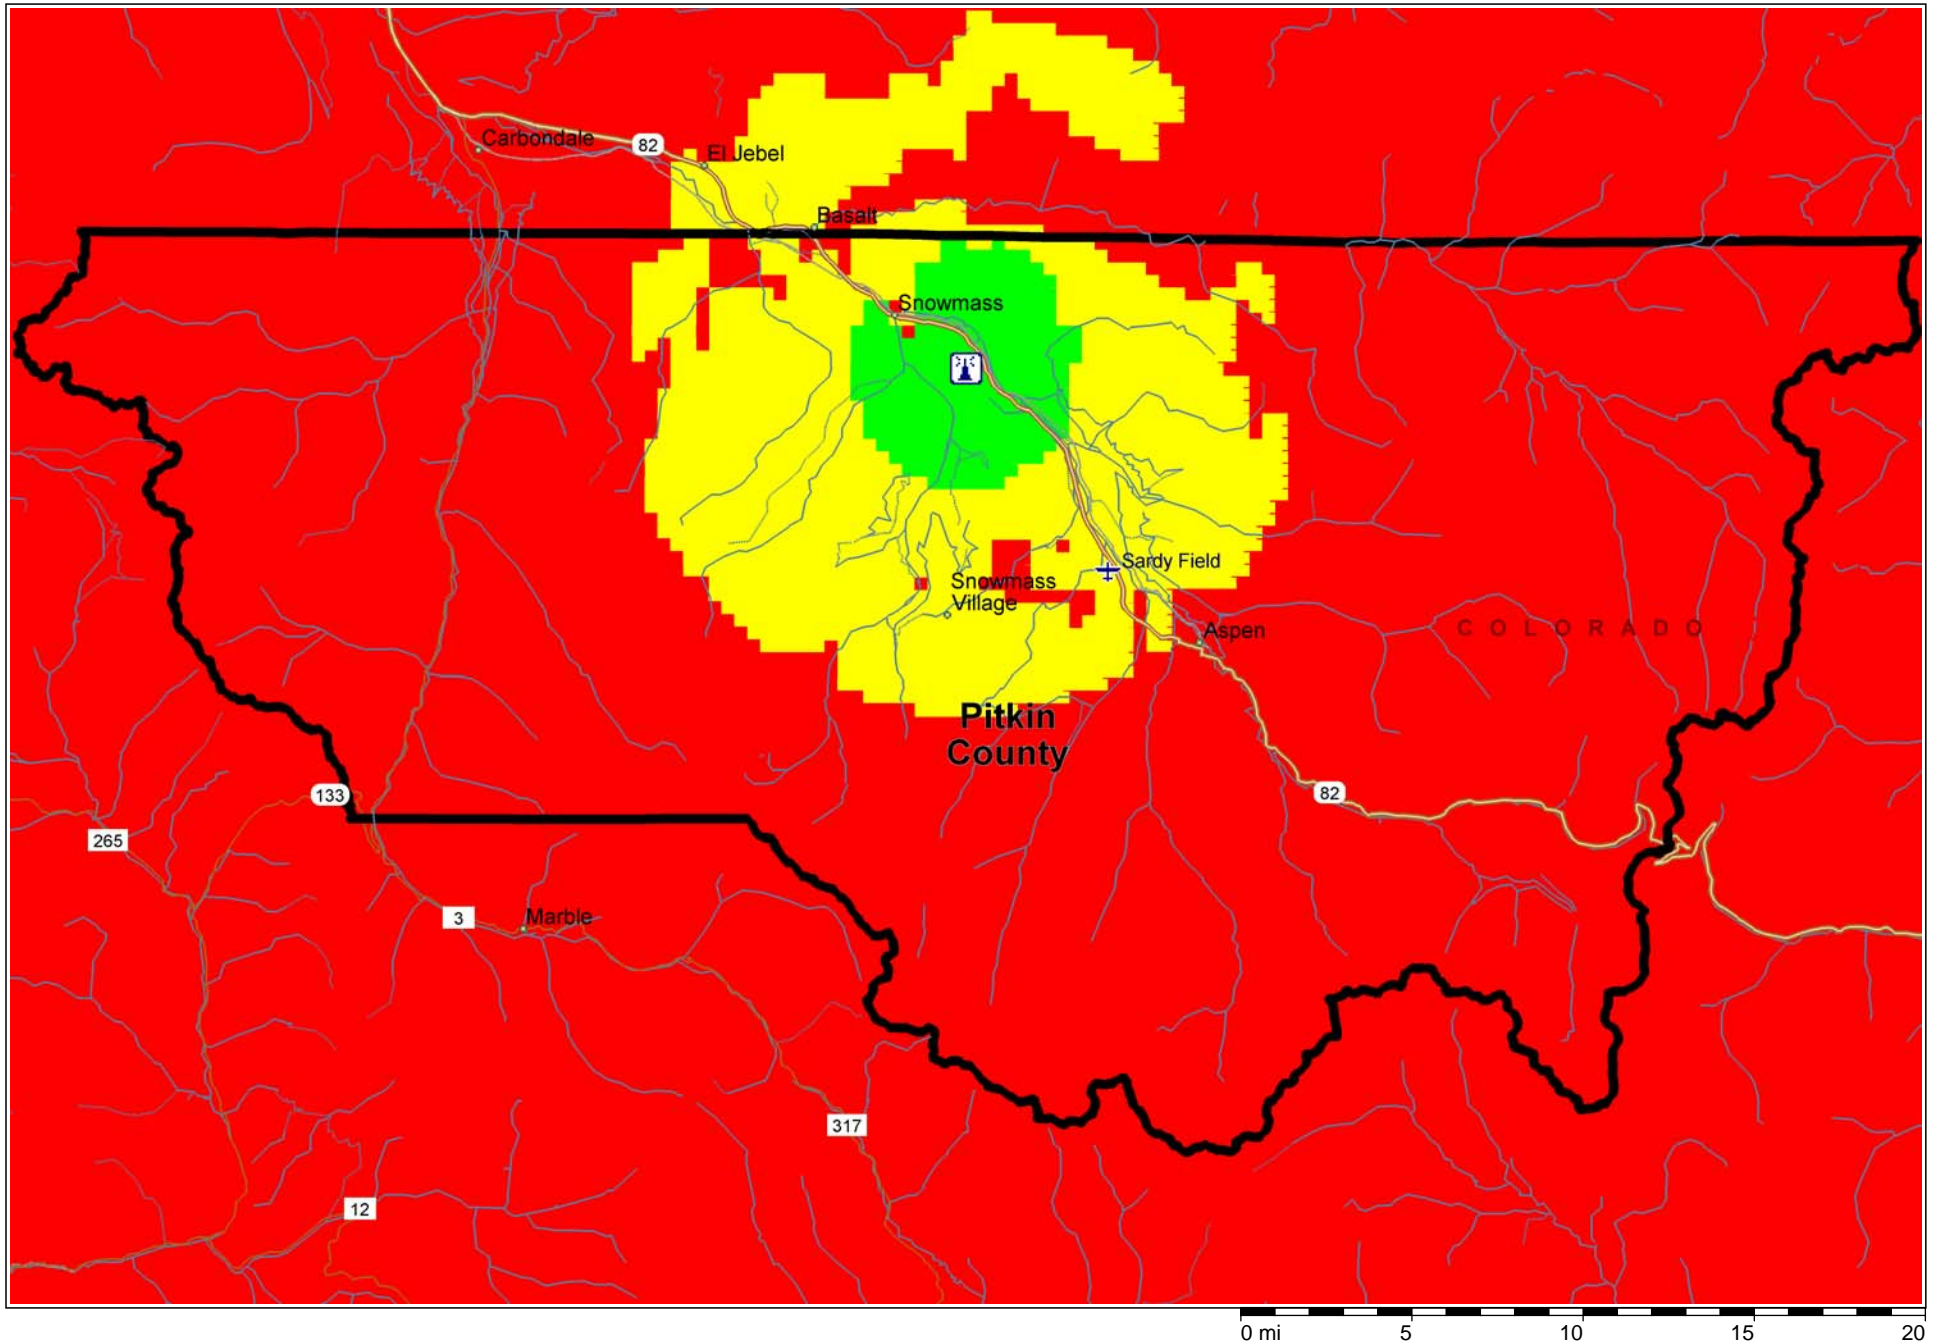 Carbondale
82
El Jebel
Basalt
Snowmass
Sardy Field
Snowmass
Village
Aspen
COLORADO
Pitkin
County
133
82
265
3
Marble
317
12
0 mi
5
10
15
20